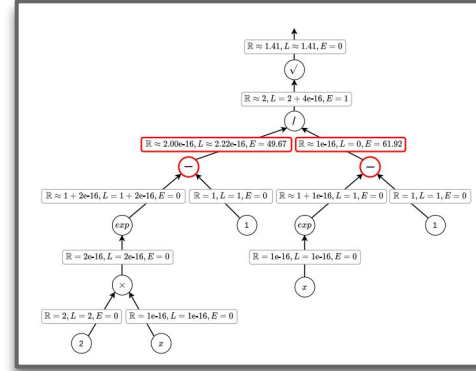 ℝ ≈ 1.41, L ≈ 1.41, E = 0
√
ℝ ≈ 2, L = 2 + 4e-16, E = 1
/
ℝ ≈ 2.00e-16, L ≈ 2.22e-16, E = 49.67 ℝ ≈ 1e-16, L = 0, E = 61.92
− −
ℝ ≈ 1 + 2e-16, L = 1 + 2e-16, E = 0 ℝ = 1, L = 1, E = 0 ℝ ≈ 1 + 1e-16, L = 1, E = 0 ℝ = 1, L = 1, E = 0
exp 1 exp 1
ℝ = 2e-16, L = 2e-16, E = 0 ℝ = 1e-16, L = 1e-16, E = 0
× x
ℝ = 2, L = 2, E = 0 ℝ = 1e-16, L = 1e-16, E = 0
2 x